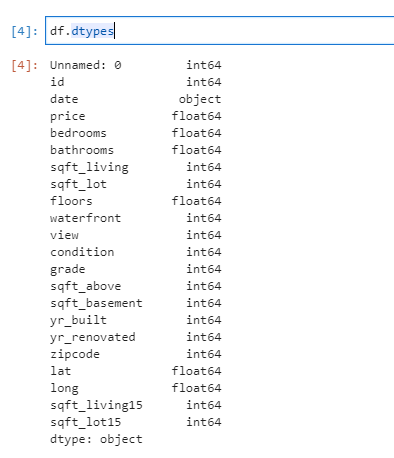 [4]: df.dtypes
[4]: Unnamed: 0 int64
id int64
date object
price float64
bedrooms float64
bathrooms float64
sqft_living int64
sqft_lot int64
floors float64
waterfront int64
view int64
condition int64
grade int64
sqft_above int64
sqft_basement int64
yr_built int64
yr_renovated int64
zipcode int64
lat float64
long float64
sqft_living15 int64
sqft_lot15 int64
dtype: object